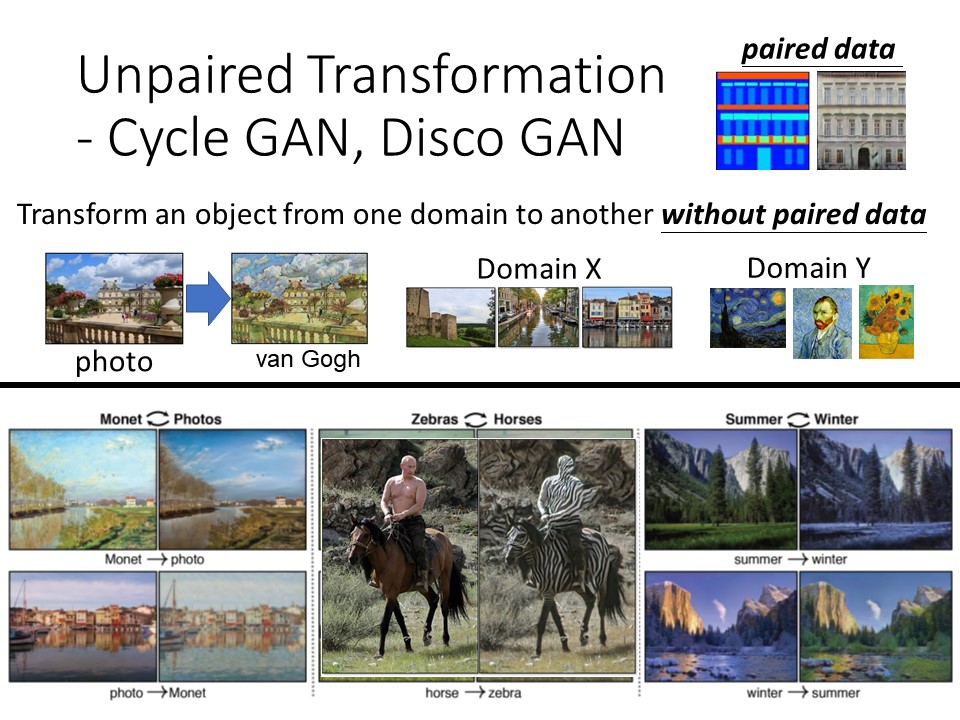 paired data
Unpaired Transformation
- Cycle GAN, Disco GAN
Transform an object from one domain to another without paired data
photo
van Gogh
Domain X
Domain Y
Monet Photos
Monet → photo
photo → Monet
Zebras Horses
horse → zebra
Summer Winter
summer → winter
winter → summer